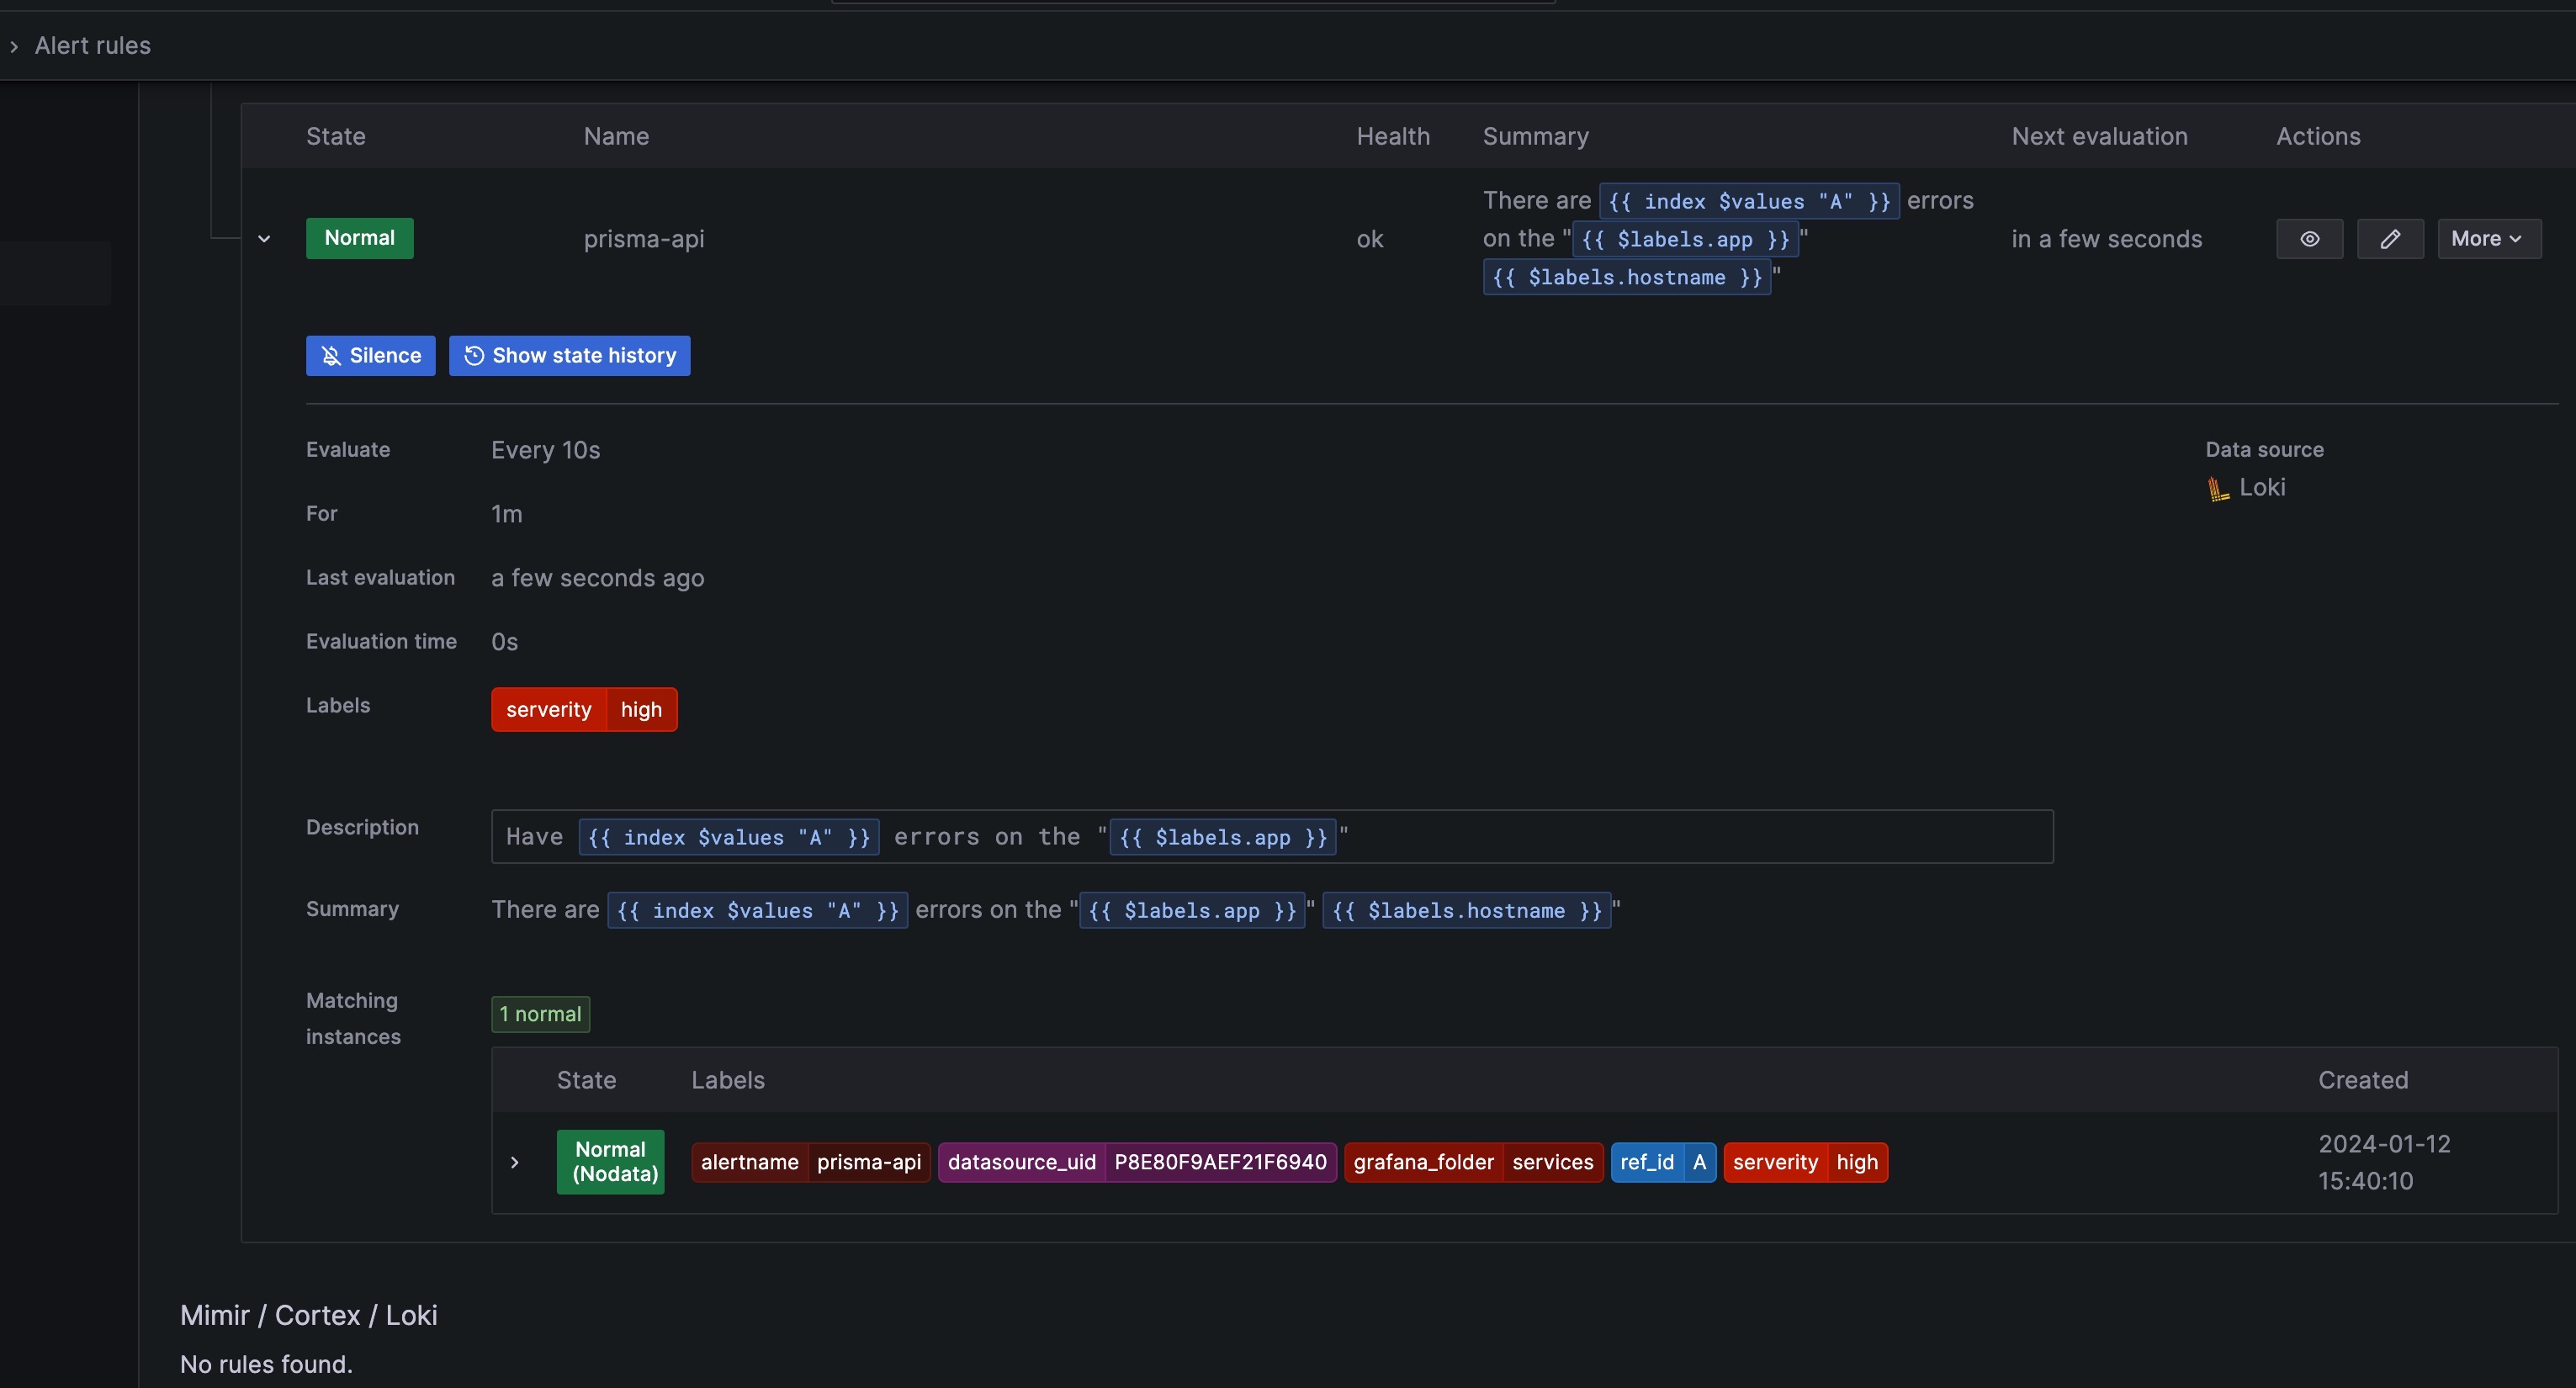 Alert rules
State Name Health Summary Next evaluation Actions
Normal prisma-api ok There are {{ index $values "A" }} errors on the "{{ $labels.app }}" {{ $labels.hostname }}" in a few seconds More
Silence Show state history
Evaluate Every 10s Data source
Loki
For 1m
Last evaluation a few seconds ago
Evaluation time 0s
Labels serverity high
Description Have {{ index $values "A" }} errors on the "{{ $labels.app }}"
Summary There are {{ index $values "A" }} errors on the "{{ $labels.app }}" {{ $labels.hostname }}"
Matching instances 1 normal
State Labels Created
Normal (Nodata) alertname prisma-api datasource_uid P8E80F9AEF21F6940 grafana_folder services ref_id A serverity high 2024-01-12 15:40:10
Mimir / Cortex / Loki
No rules found.